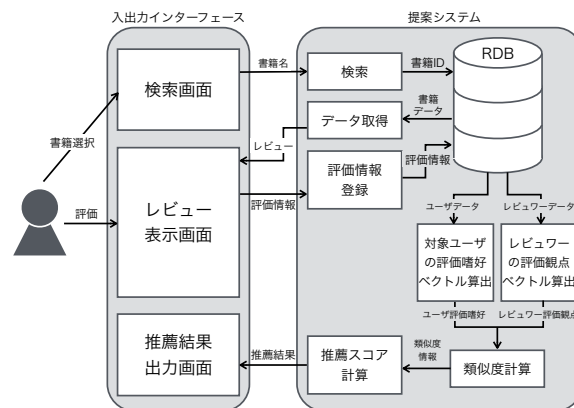 入出力インターフェース
提案システム
検索画面
書籍名
検索
書籍ID
RDB
書籍
データ
データ取得
レビュー
書籍選択
評価
レビュー
表示画面
評価情報
評価情報
登録
評価情報
ユーザデータ
レビュワーデータ
対象ユーザ
の評価嗜好
ベクトル算出
レビュワー
の評価観点
ベクトル算出
ユーザ評価嗜好
レビュワー評価観点
推薦結果
出力画面
推薦結果
推薦スコア
計算
類似度
情報
類似度計算